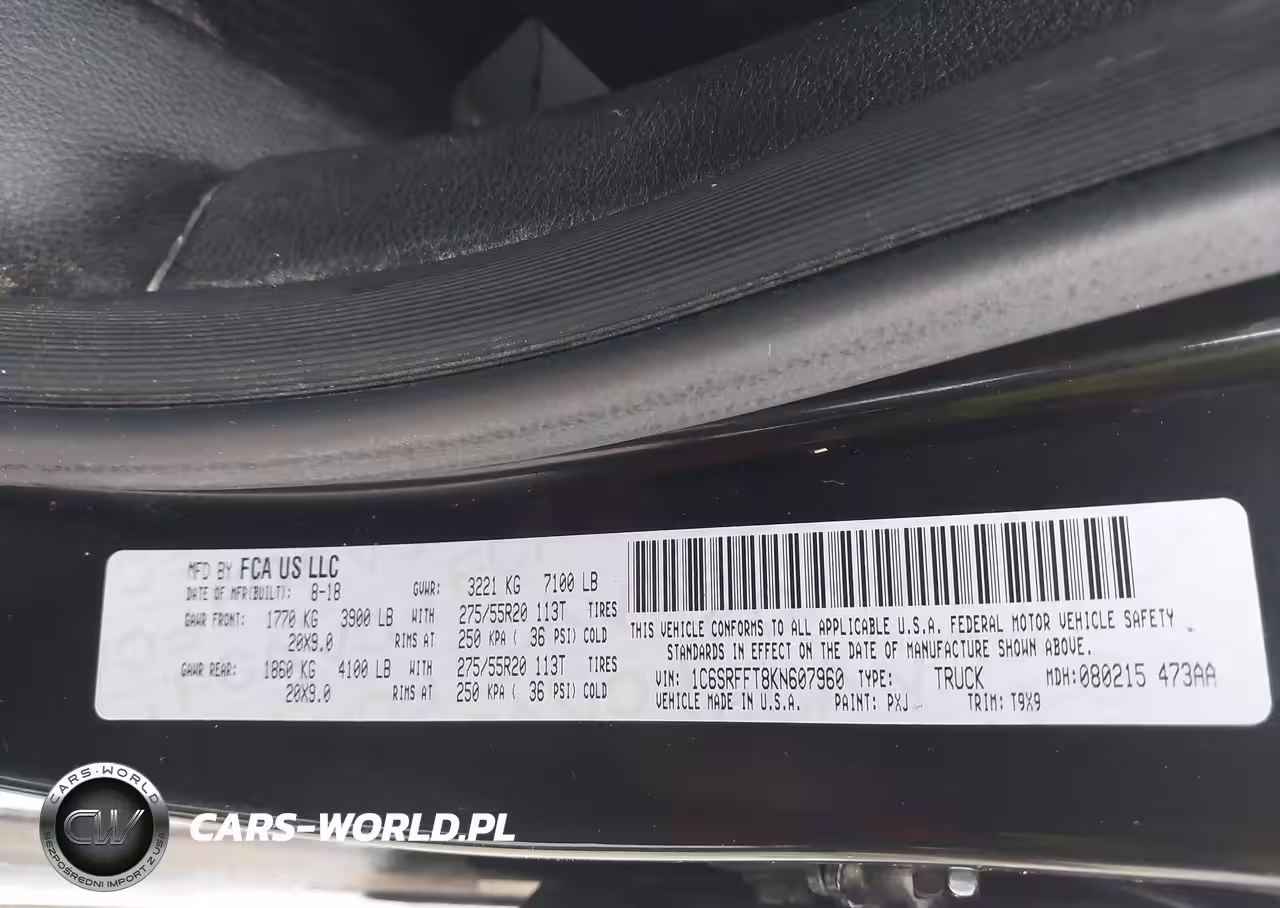 MFD BY FCA US LLC
DATE OF MFR(BUILT): 8-18 GVWR: 3221 KG 7100 LB
GAWR FRONT: 1770 KG 3900 LB WITH 275/55R20 113T TIRES
20X9.0 RIMS AT 250 KPA ( 36 PSI) COLD
GAWR REAR: 1860 KG 4100 LB WITH 275/55R20 113T TIRES
20X9.0 RIMS AT 250 KPA ( 36 PSI) COLD
THIS VEHICLE CONFORMS TO ALL APPLICABLE U.S.A. FEDERAL MOTOR VEHICLE SAFETY
STANDARDS IN EFFECT ON THE DATE OF MANUFACTURE SHOWN ABOVE.
VIN: 1C6SRFFT8KN607960 TYPE: TRUCK MDH:080215 473AA
VEHICLE MADE IN U.S.A. PAINT: PXJ TRIM: T9X9
CARS-WORLD
CW
BEZPOŚREDNI IMPORT Z USA
CARS-WORLD.PL